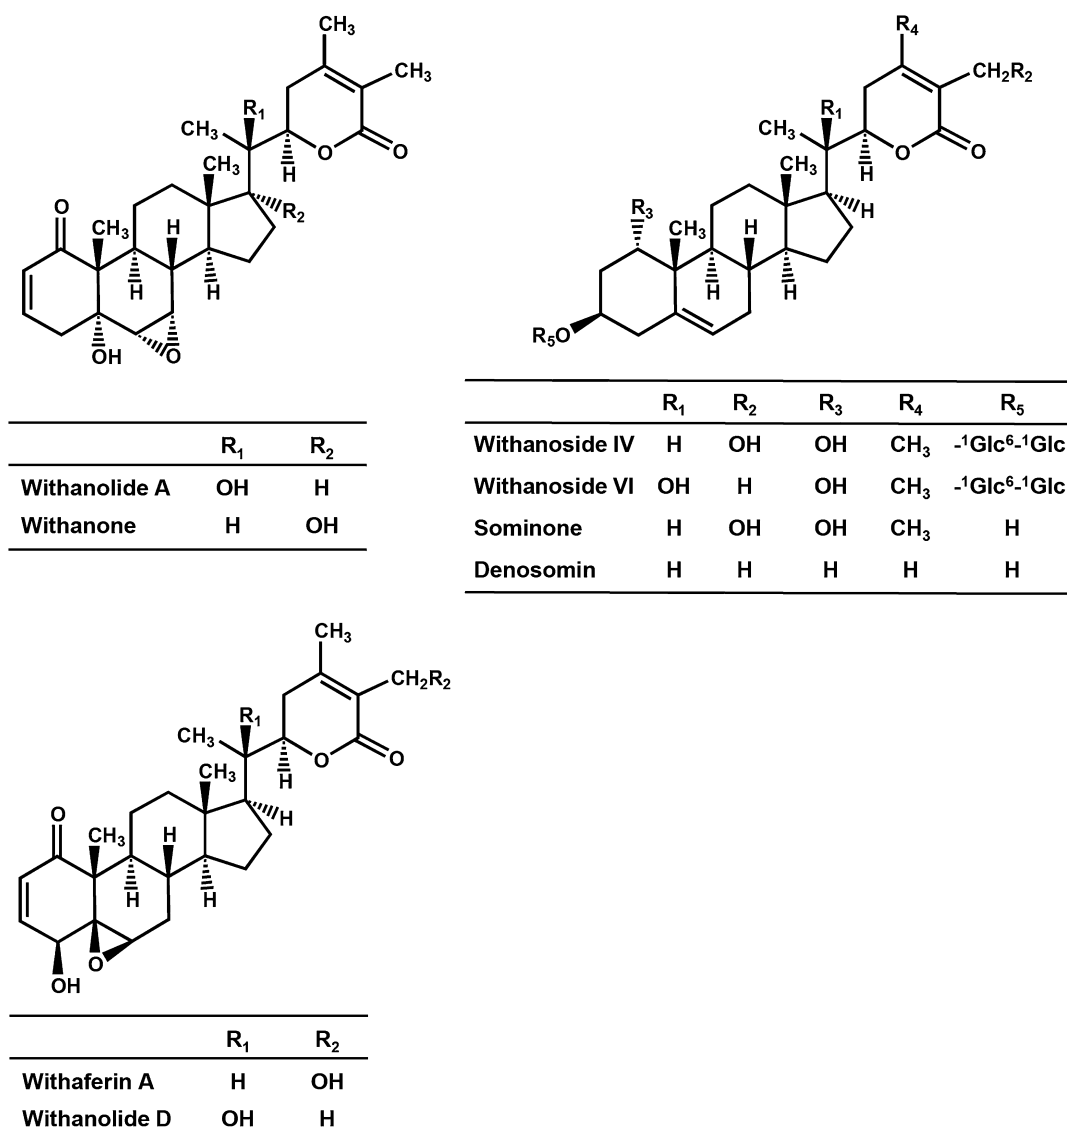 CH₃
CH₃
R₁
CH₃
O
O
H
CH₃
R₂
O
CH₃
H
H
H
OH
O
R₁ R₂
Withanolide A OH H
Withanone H OH
R₄
CH₂R₂
R₁
CH₃
O
O
H
CH₃
R₃
H
CH₃
H
H
H
R₅O
R₁ R₂ R₃ R₄ R₅
Withanoside IV H OH OH CH₃ -¹Glc⁶-¹Glc
Withanoside VI OH H OH CH₃ -¹Glc⁶-¹Glc
Sominone H OH OH CH₃ H
Denosomin H H H H H
CH₃
CH₂R₂
R₁
CH₃
O
O
H
CH₃
O
H
CH₃
H
H
H
O
OH
R₁ R₂
Withaferin A H OH
Withanolide D OH H